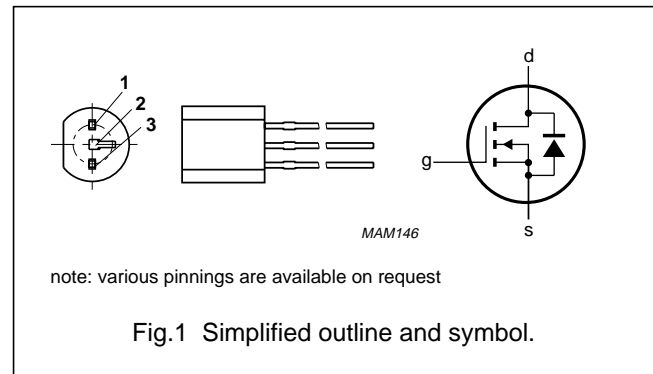 1
2
3
d
g
s
MAM146
note: various pinnings are available on request
Fig.1 Simplified outline and symbol.